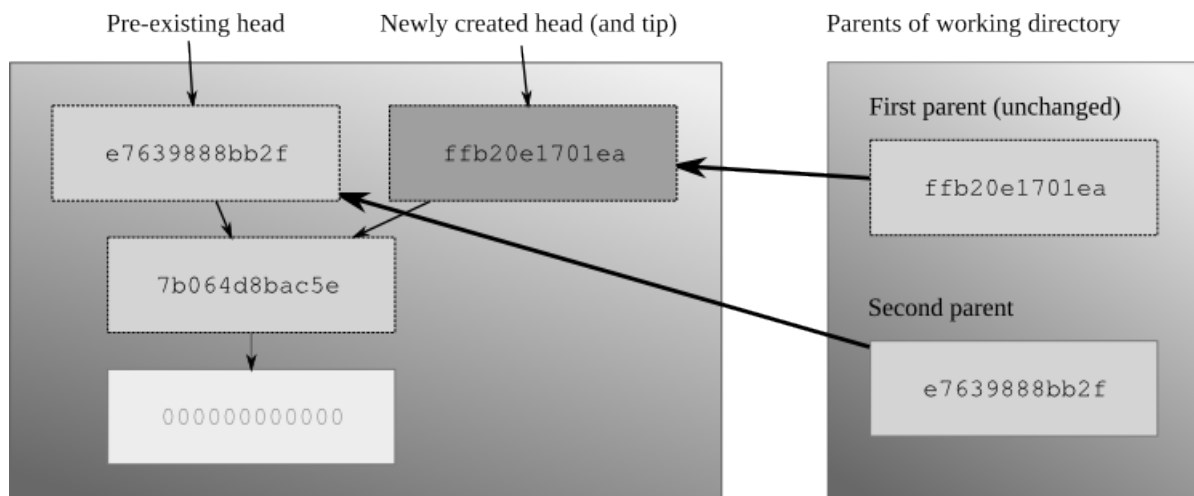 Pre-existing head
Newly created head (and tip)
Parents of working directory
First parent (unchanged)
e7639888bb2f
ffb20e1701ea
ffb20e1701ea
7b064d8bac5e
Second parent
e7639888bb2f
000000000000